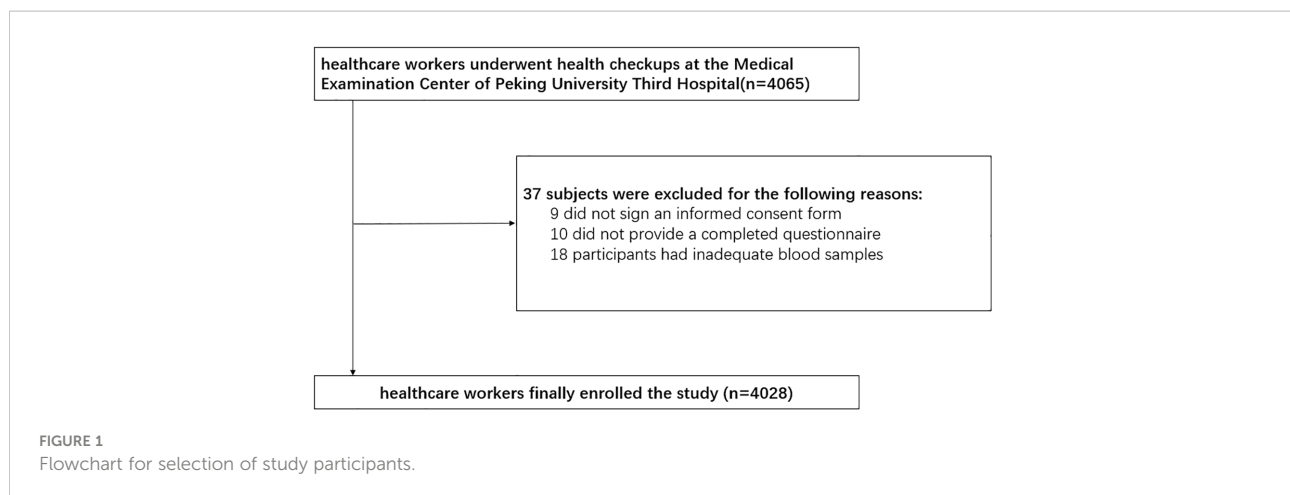 healthcare workers underwent health checkups at the Medical
Examination Center of Peking University Third Hospital(n=4065)
37 subjects were excluded for the following reasons:
9 did not sign an informed consent form
10 did not provide a completed questionnaire
18 participants had inadequate blood samples
healthcare workers finally enrolled the study (n=4028)
FIGURE 1
Flowchart for selection of study participants.